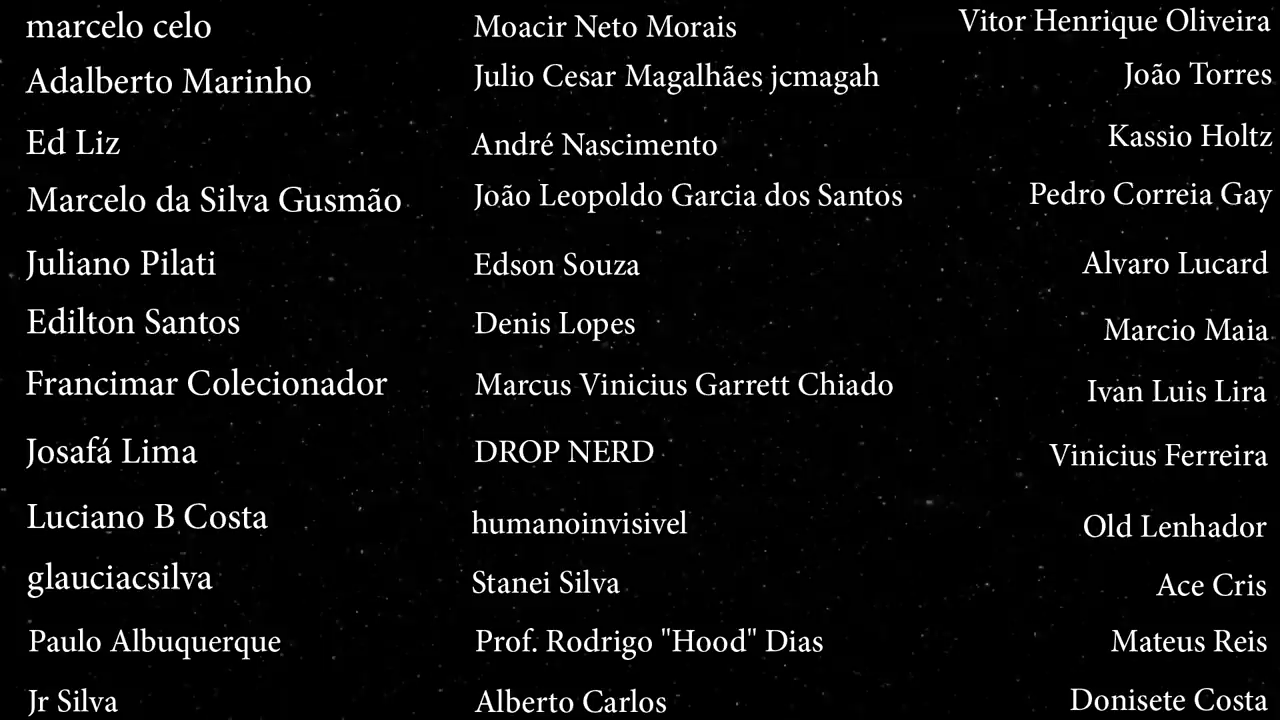 marcelo celo
Adalberto Marinho
Ed Liz
Marcelo da Silva Gusmão
Juliano Pilati
Edilton Santos
Francimar Colecionador
Josafá Lima
Luciano B Costa
glauciacsilva
Paulo Albuquerque
Jr Silva
Moacir Neto Morais
Julio Cesar Magalhães jcmagah
André Nascimento
João Leopoldo Garcia dos Santos
Edson Souza
Denis Lopes
Marcus Vinicius Garrett Chiado
DROP NERD
humanoinvisivel
Stanei Silva
Prof. Rodrigo "Hood" Dias
Alberto Carlos
Vitor Henrique Oliveira
João Torres
Kassio Holtz
Pedro Correia Gay
Alvaro Lucard
Marcio Maia
Ivan Luis Lira
Vinicius Ferreira
Old Lenhador
Ace Cris
Mateus Reis
Donisete Costa